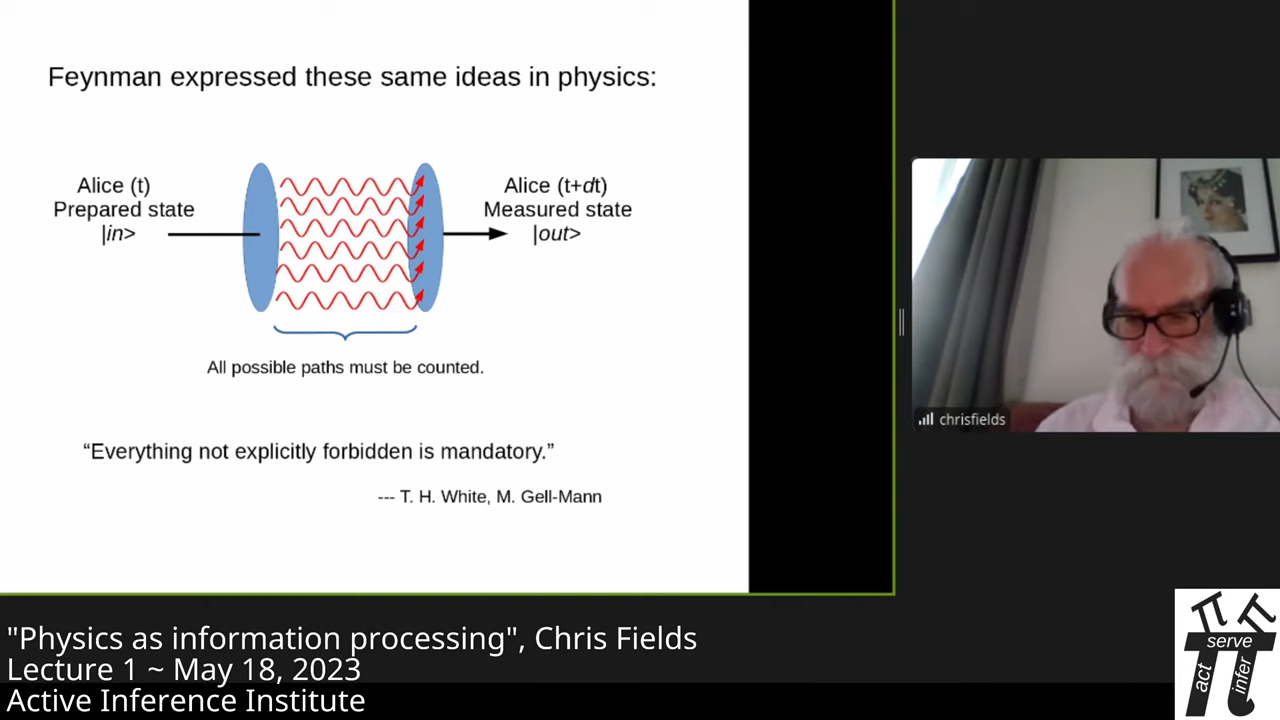 Feynman expressed these same ideas in physics:
Alice (t)
Prepared state
|in>
Alice (t+dt)
Measured state
|out>
All possible paths must be counted.
“Everything not explicitly forbidden is mandatory.”
--- T. H. White, M. Gell-Mann
chrisfields
"Physics as information processing", Chris Fields
Lecture 1 ~ May 18, 2023
Active Inference Institute
serve
act
infer